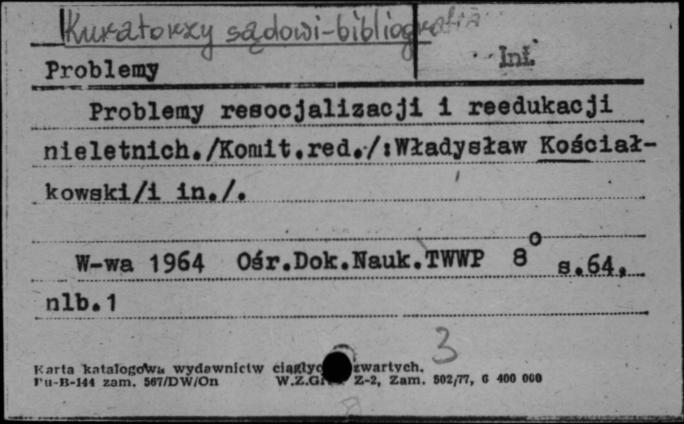 Kuratorzy sądowi-bibliografia
Problemy
Inf.
Problemy resocjalizacji i reedukacji
nieletnich./Komit.red./:Władysław Kościał-
kowski/i in./.
W-wa 1964 Ośr.Dok.Nauk.TWWP 8° s.64,
nlb.1
3
Karta katalogowa wydawnictw ciągłyc zwartych.
Pu-B-144 zam. 567/DW/On W.Z.G Z-2, Zam. 502/77, 6 400 000